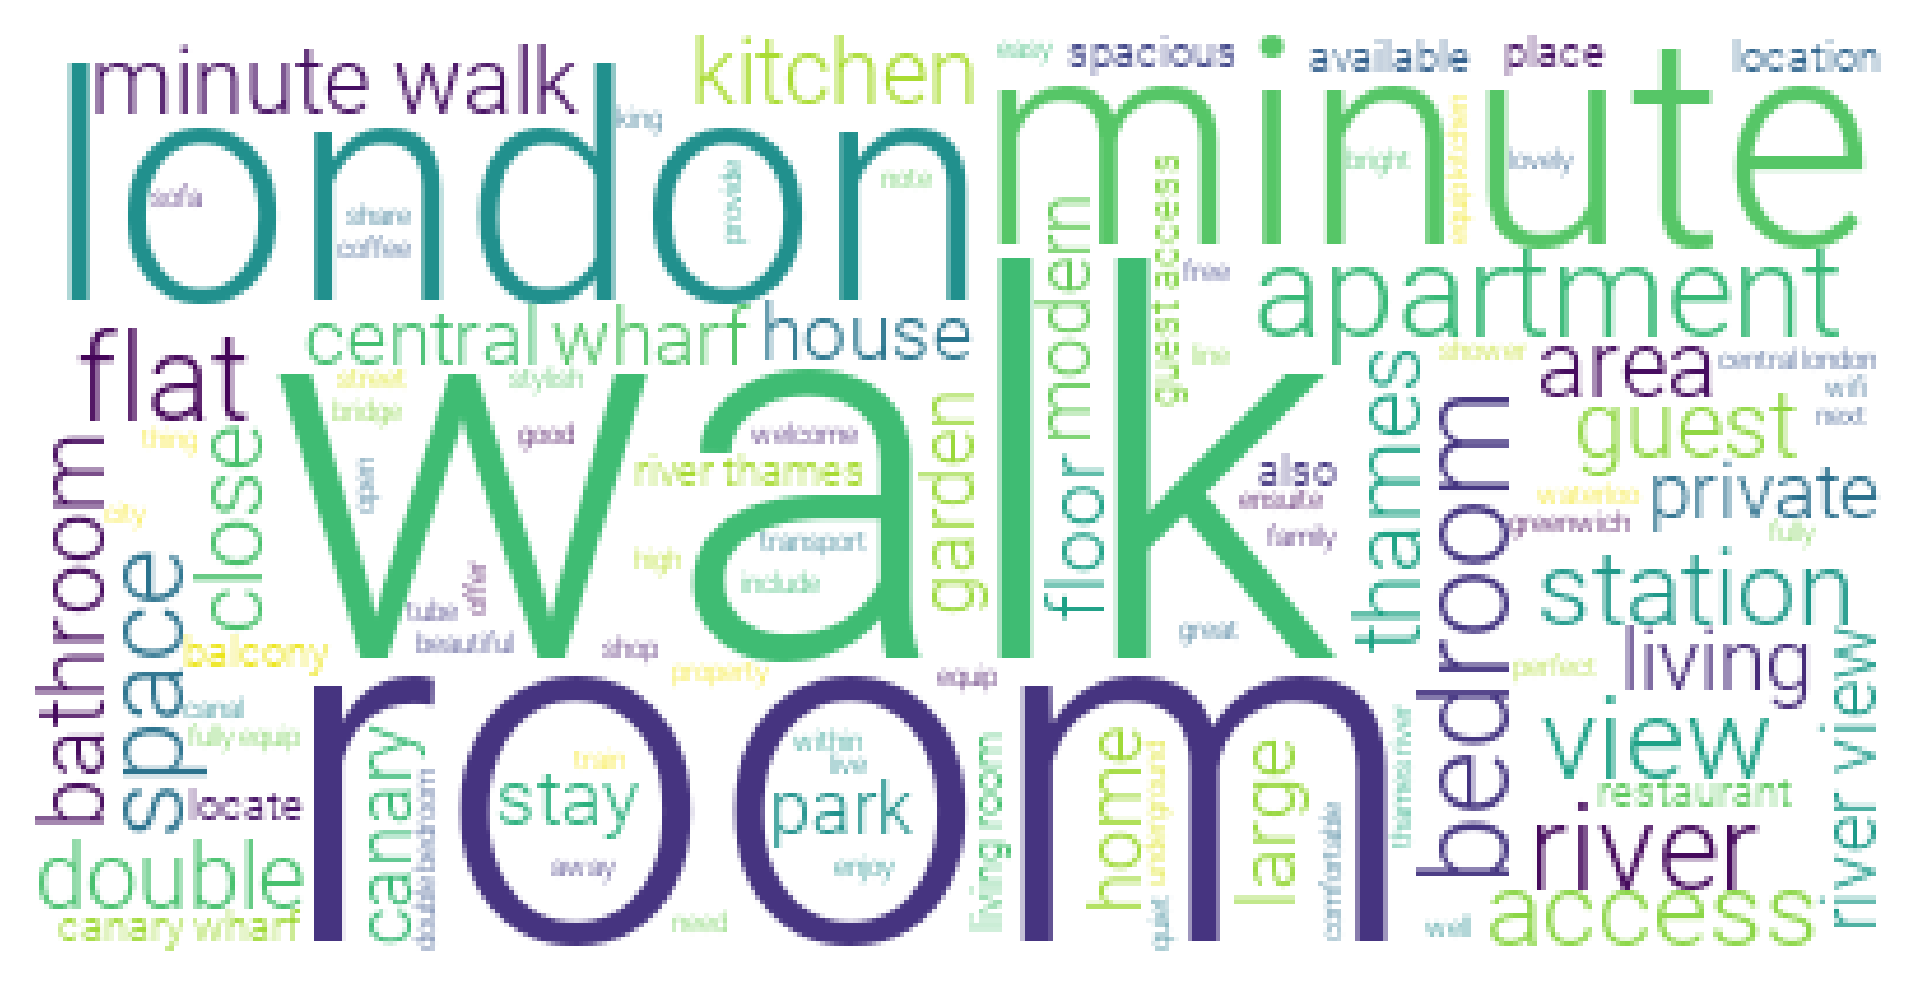 minute walk
kitchen
easy
spacious
available
place
location
london
king
minute
sofa
share
coffee
provide
note
bright
equip kitchen
lovely
modern
guest access
free
apartment
central
wharf
house
flat
walk
street
stylish
bridge
line
shower
area
central london
wifi
next
thing
good
welcome
guest
bathroom
close
open
river thames
garden
floor
also
ensuite
family
thames
bedroom
waterloo
private
greenwich
fully
city
transport
include
high
space
offer
tube
beautiful
shop
great
station
balcony
property
equip
perfect
living
canal
fully equip
room
canary
train
within
live
stay
park
home
underground
large
thames river
view
river view
restaurant
locate
double bedroom
away
enjoy
living room
quiet
comfortable
river
double
canary wharf
need
well
access